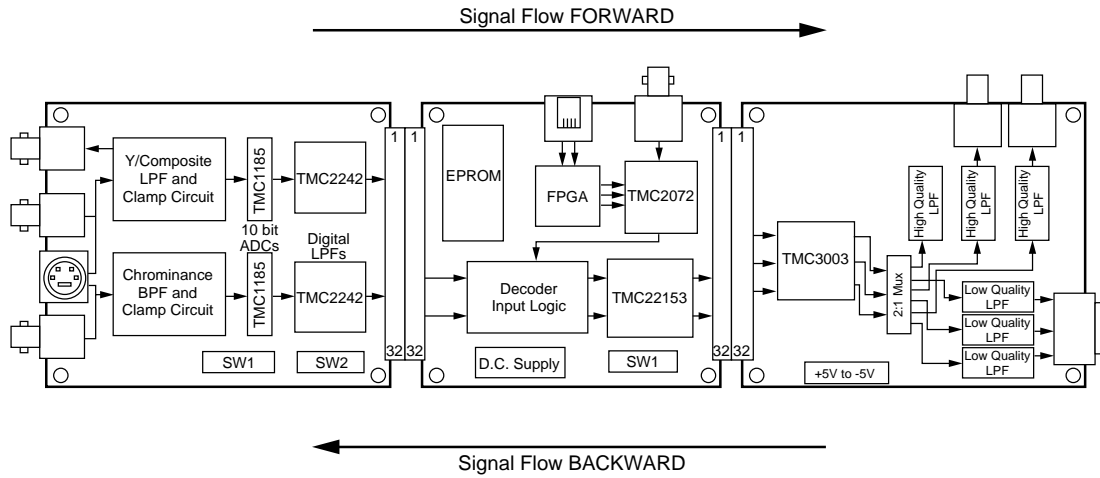 Signal Flow FORWARD
Y/Composite
LPF and
Clamp Circuit
TMC1185
TMC2242
10 bit
ADCs
Digital
LPFs
Chrominance
BPF and
Clamp Circuit
TMC1185
TMC2242
SW1
SW2
1
1
32
32
EPROM
FPGA
TMC2072
Decoder
Input Logic
TMC22153
D.C. Supply
SW1
1
1
32
32
TMC3003
2:1 Mux
High Quality
LPF
High Quality
LPF
High Quality
LPF
Low Quality
LPF
Low Quality
LPF
Low Quality
LPF
+5V to -5V
Signal Flow BACKWARD